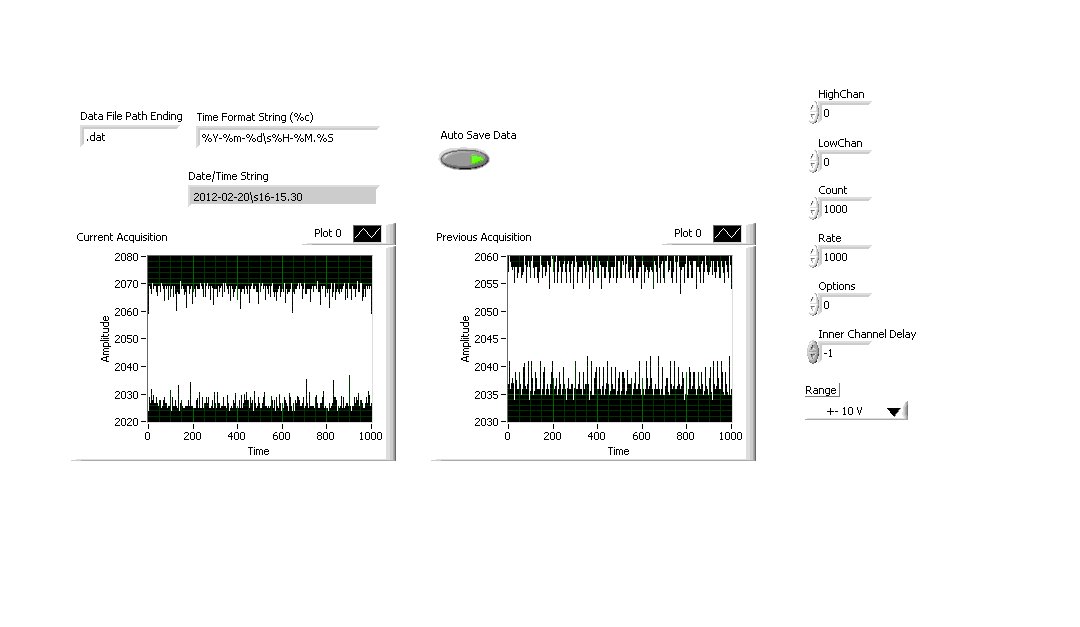 Data File Path Ending
.dat
Time Format String (%c)
%Y-%m-%d\s%H-%M.%S
Date/Time String
2012-02-20\s16-15.30
Auto Save Data
Current Acquisition
Plot 0
Amplitude
2080
2070
2060
2050
2040
2030
2020
0
200
400
600
800
1000
Time
Previous Acquisition
Plot 0
Amplitude
2060
2055
2050
2045
2040
2035
2030
0
200
400
600
800
1000
Time
HighChan
0
LowChan
0
Count
1000
Rate
1000
Options
0
Inner Channel Delay
-1
Range
+- 10 V